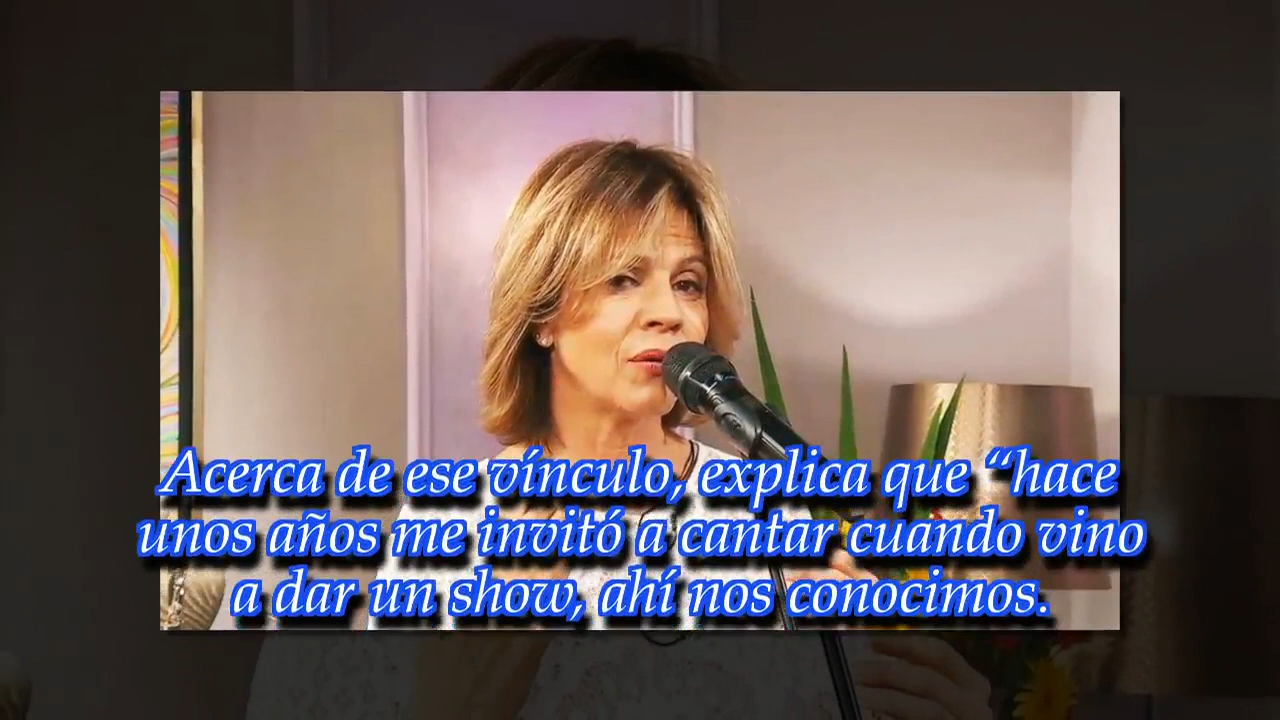 Acerca de ese vínculo, explica que “hace
unos años me invitó a cantar cuando vino
a dar un show, ahí nos conocimos.